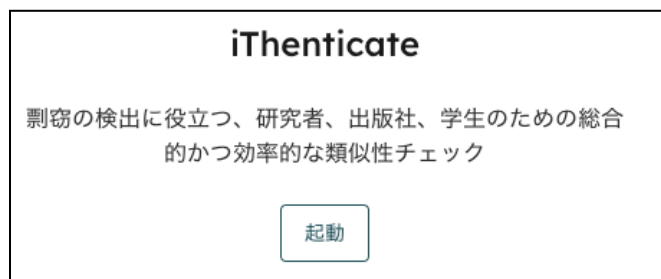 iThenticate
剽窃の検出に役立つ、研究者、出版社、学生のための総合
的かつ効率的な類似性チェック
起動